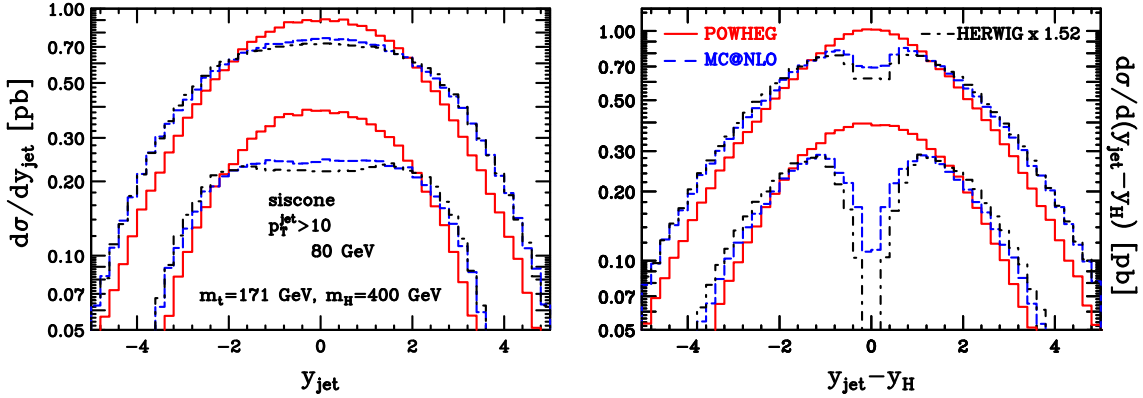 1.00
0.70
0.50
0.30
0.20
0.10
0.07
0.05
dσ/dy_jet [pb]
siscone
p_T^jet>10
80 GeV
m_t=171 GeV, m_H=400 GeV
−4
−2
0
2
4
y_jet
1.00
0.70
0.50
0.30
0.20
0.10
0.07
0.05
POWHEG
MC@NLO
HERWIG x 1.52
−4
−2
0
2
4
y_jet−y_H
dσ/d(y_jet−y_H) [pb]